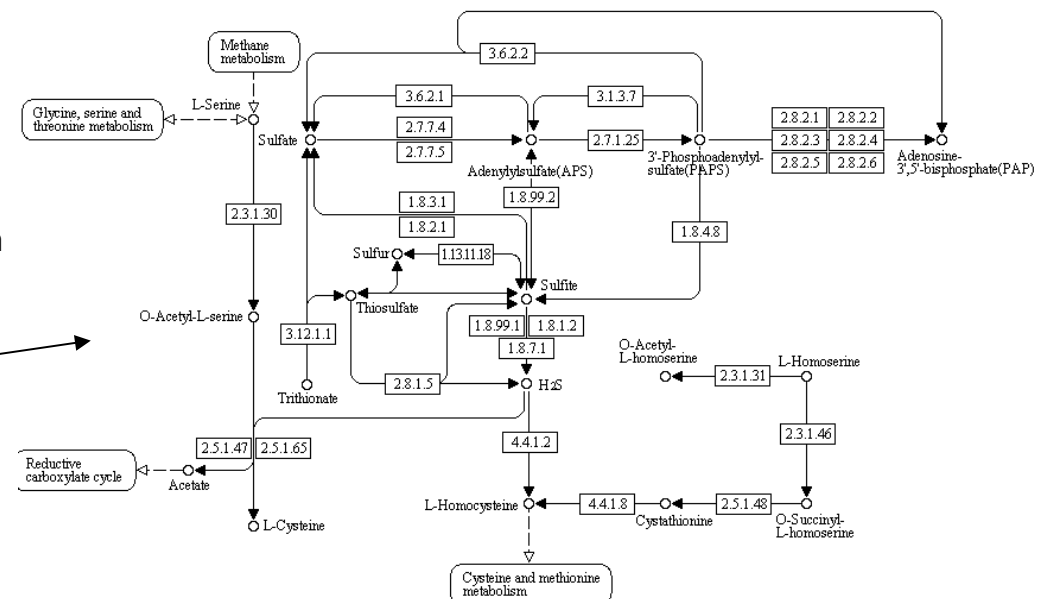 Methane
metabolism
3.6.2.2
L-Serine
Glycine, serine and
threonine metabolism
3.6.2.1
3.1.3.7
Sulfate
2.7.7.4
2.7.7.5
2.7.1.25
2.8.2.1
2.8.2.2
2.8.2.3
2.8.2.4
2.8.2.5
2.8.2.6
Adenylylsulfate(APS)
3'-Phosphoadenylyl-
sulfate(PAPS)
Adenosine-
3',5'-bisphosphate(PAP)
1.8.99.2
2.3.1.30
1.8.3.1
1.8.2.1
1.8.4.8
Sulfur
1.13.11.18
Sulfite
Thiosulfate
O-Acetyl-L-serine
3.12.1.1
1.8.99.1
1.8.1.2
1.8.7.1
O-Acetyl-
L-homoserine
L-Homoserine
2.3.1.31
Trithionate
2.8.1.5
H2S
2.5.1.47
2.5.1.65
4.4.1.2
2.3.1.46
Reductive
carboxylate cycle
Acetate
L-Homocysteine
4.4.1.8
2.5.1.48
Cystathionine
O-Succinyl-
L-homoserine
L-Cysteine
Cysteine and methionine
metabolism